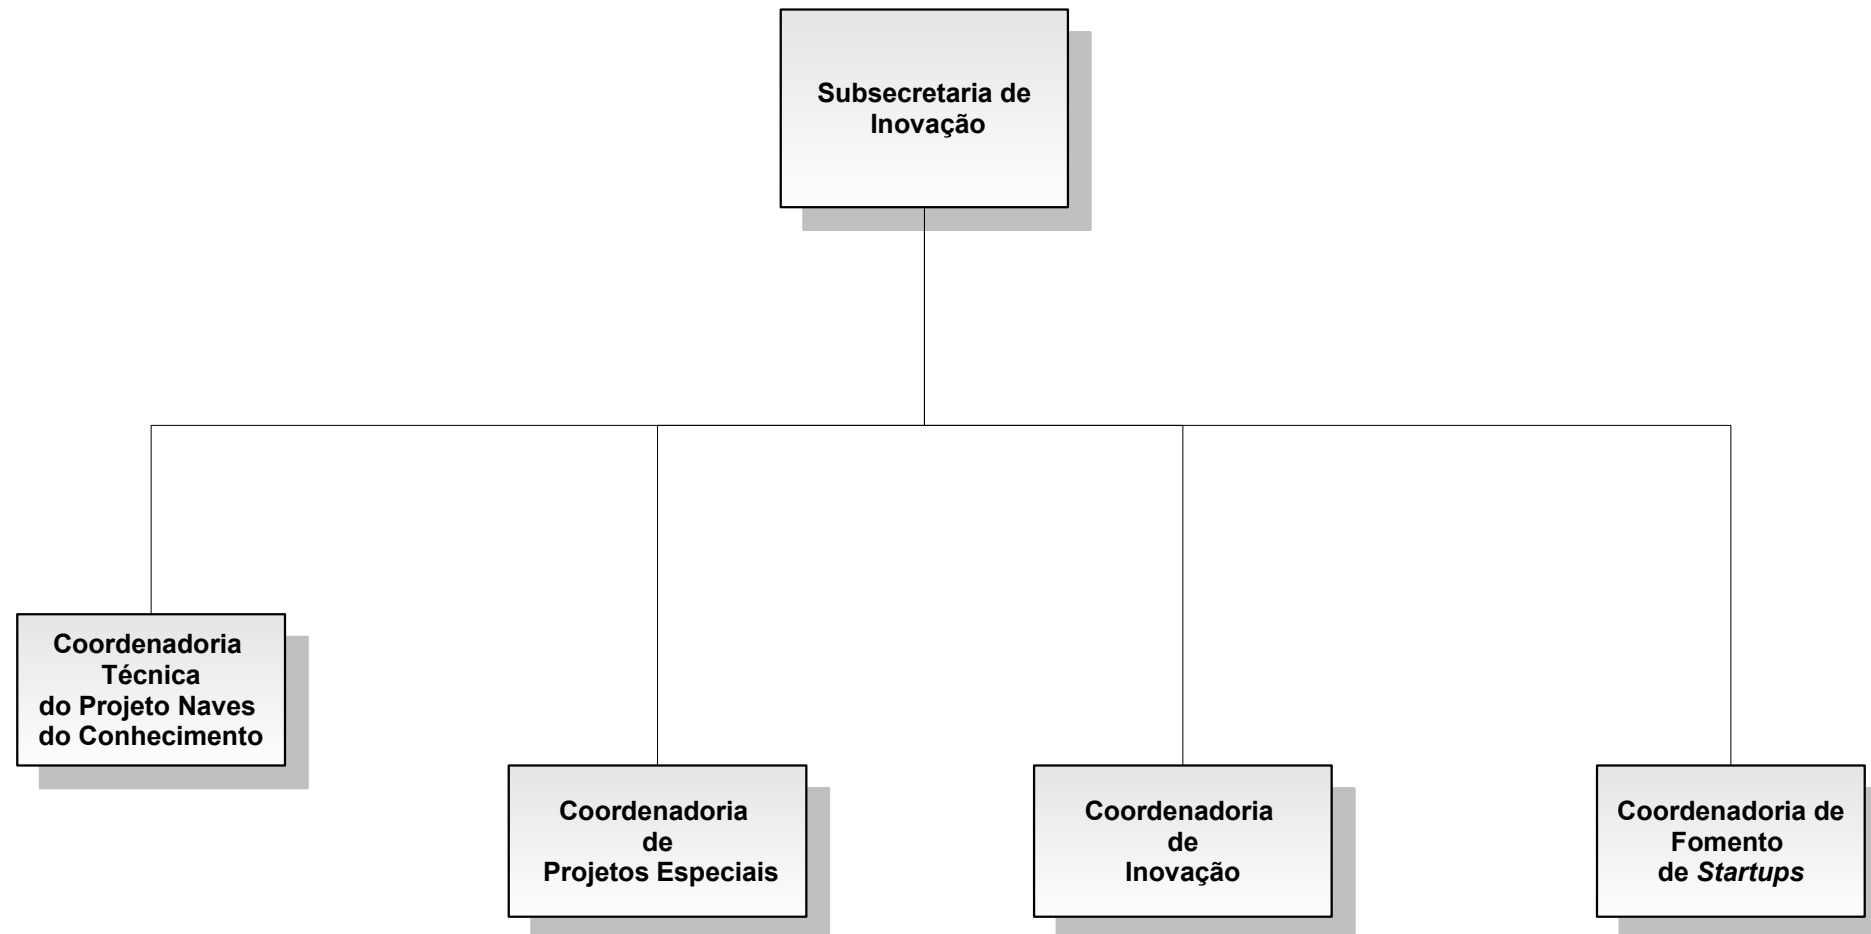 Subsecretaria de
Inovação
Coordenadoria
Técnica
do Projeto Naves
do Conhecimento
Coordenadoria
de
Projetos Especiais
Coordenadoria
de
Inovação
Coordenadoria de
Fomento
de Startups